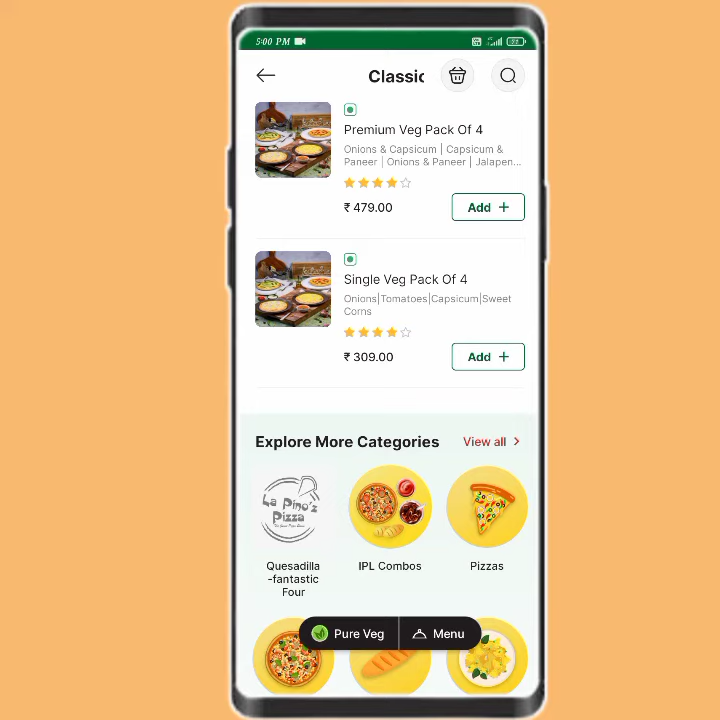 5:00 PM
Classic
Premium Veg Pack Of 4
Onions & Capsicum | Capsicum &
Paneer | Onions & Paneer | Jalapen...
₹ 479.00
Add +
Single Veg Pack Of 4
Onions|Tomatoes|Capsicum|Sweet
Corns
₹ 309.00
Add +
Explore More Categories
View all >
La Pino'z
Pizza
Quesadilla
-fantastic
Four
IPL Combos
Pizzas
Pure Veg
Menu